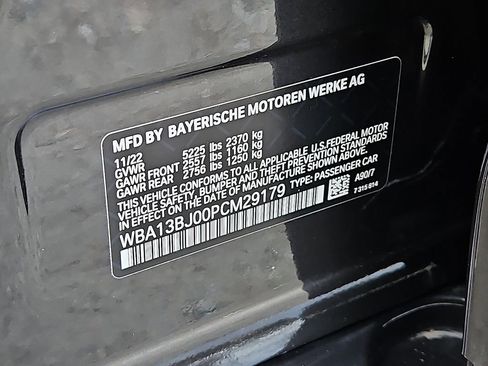 MFD BY BAYERISCHE MOTOREN WERKE AG
11/22
GVWR 5225 lbs 2370 kg
GAWR FRONT 2557 lbs 1160 kg
GAWR REAR 2756 lbs 1250 kg
THIS VEHICLE CONFORMS TO ALL APPLICABLE U.S.FEDERAL MOTOR
VEHICLE SAFETY, BUMPER AND THEFT PREVENTION STANDARDS
IN EFFECT ON THE DATE OF MANUFACTURE SHOWN ABOVE.
WBA13BJ00PCM29179 TYPE: PASSENGER CAR
A90/7
7 315 614